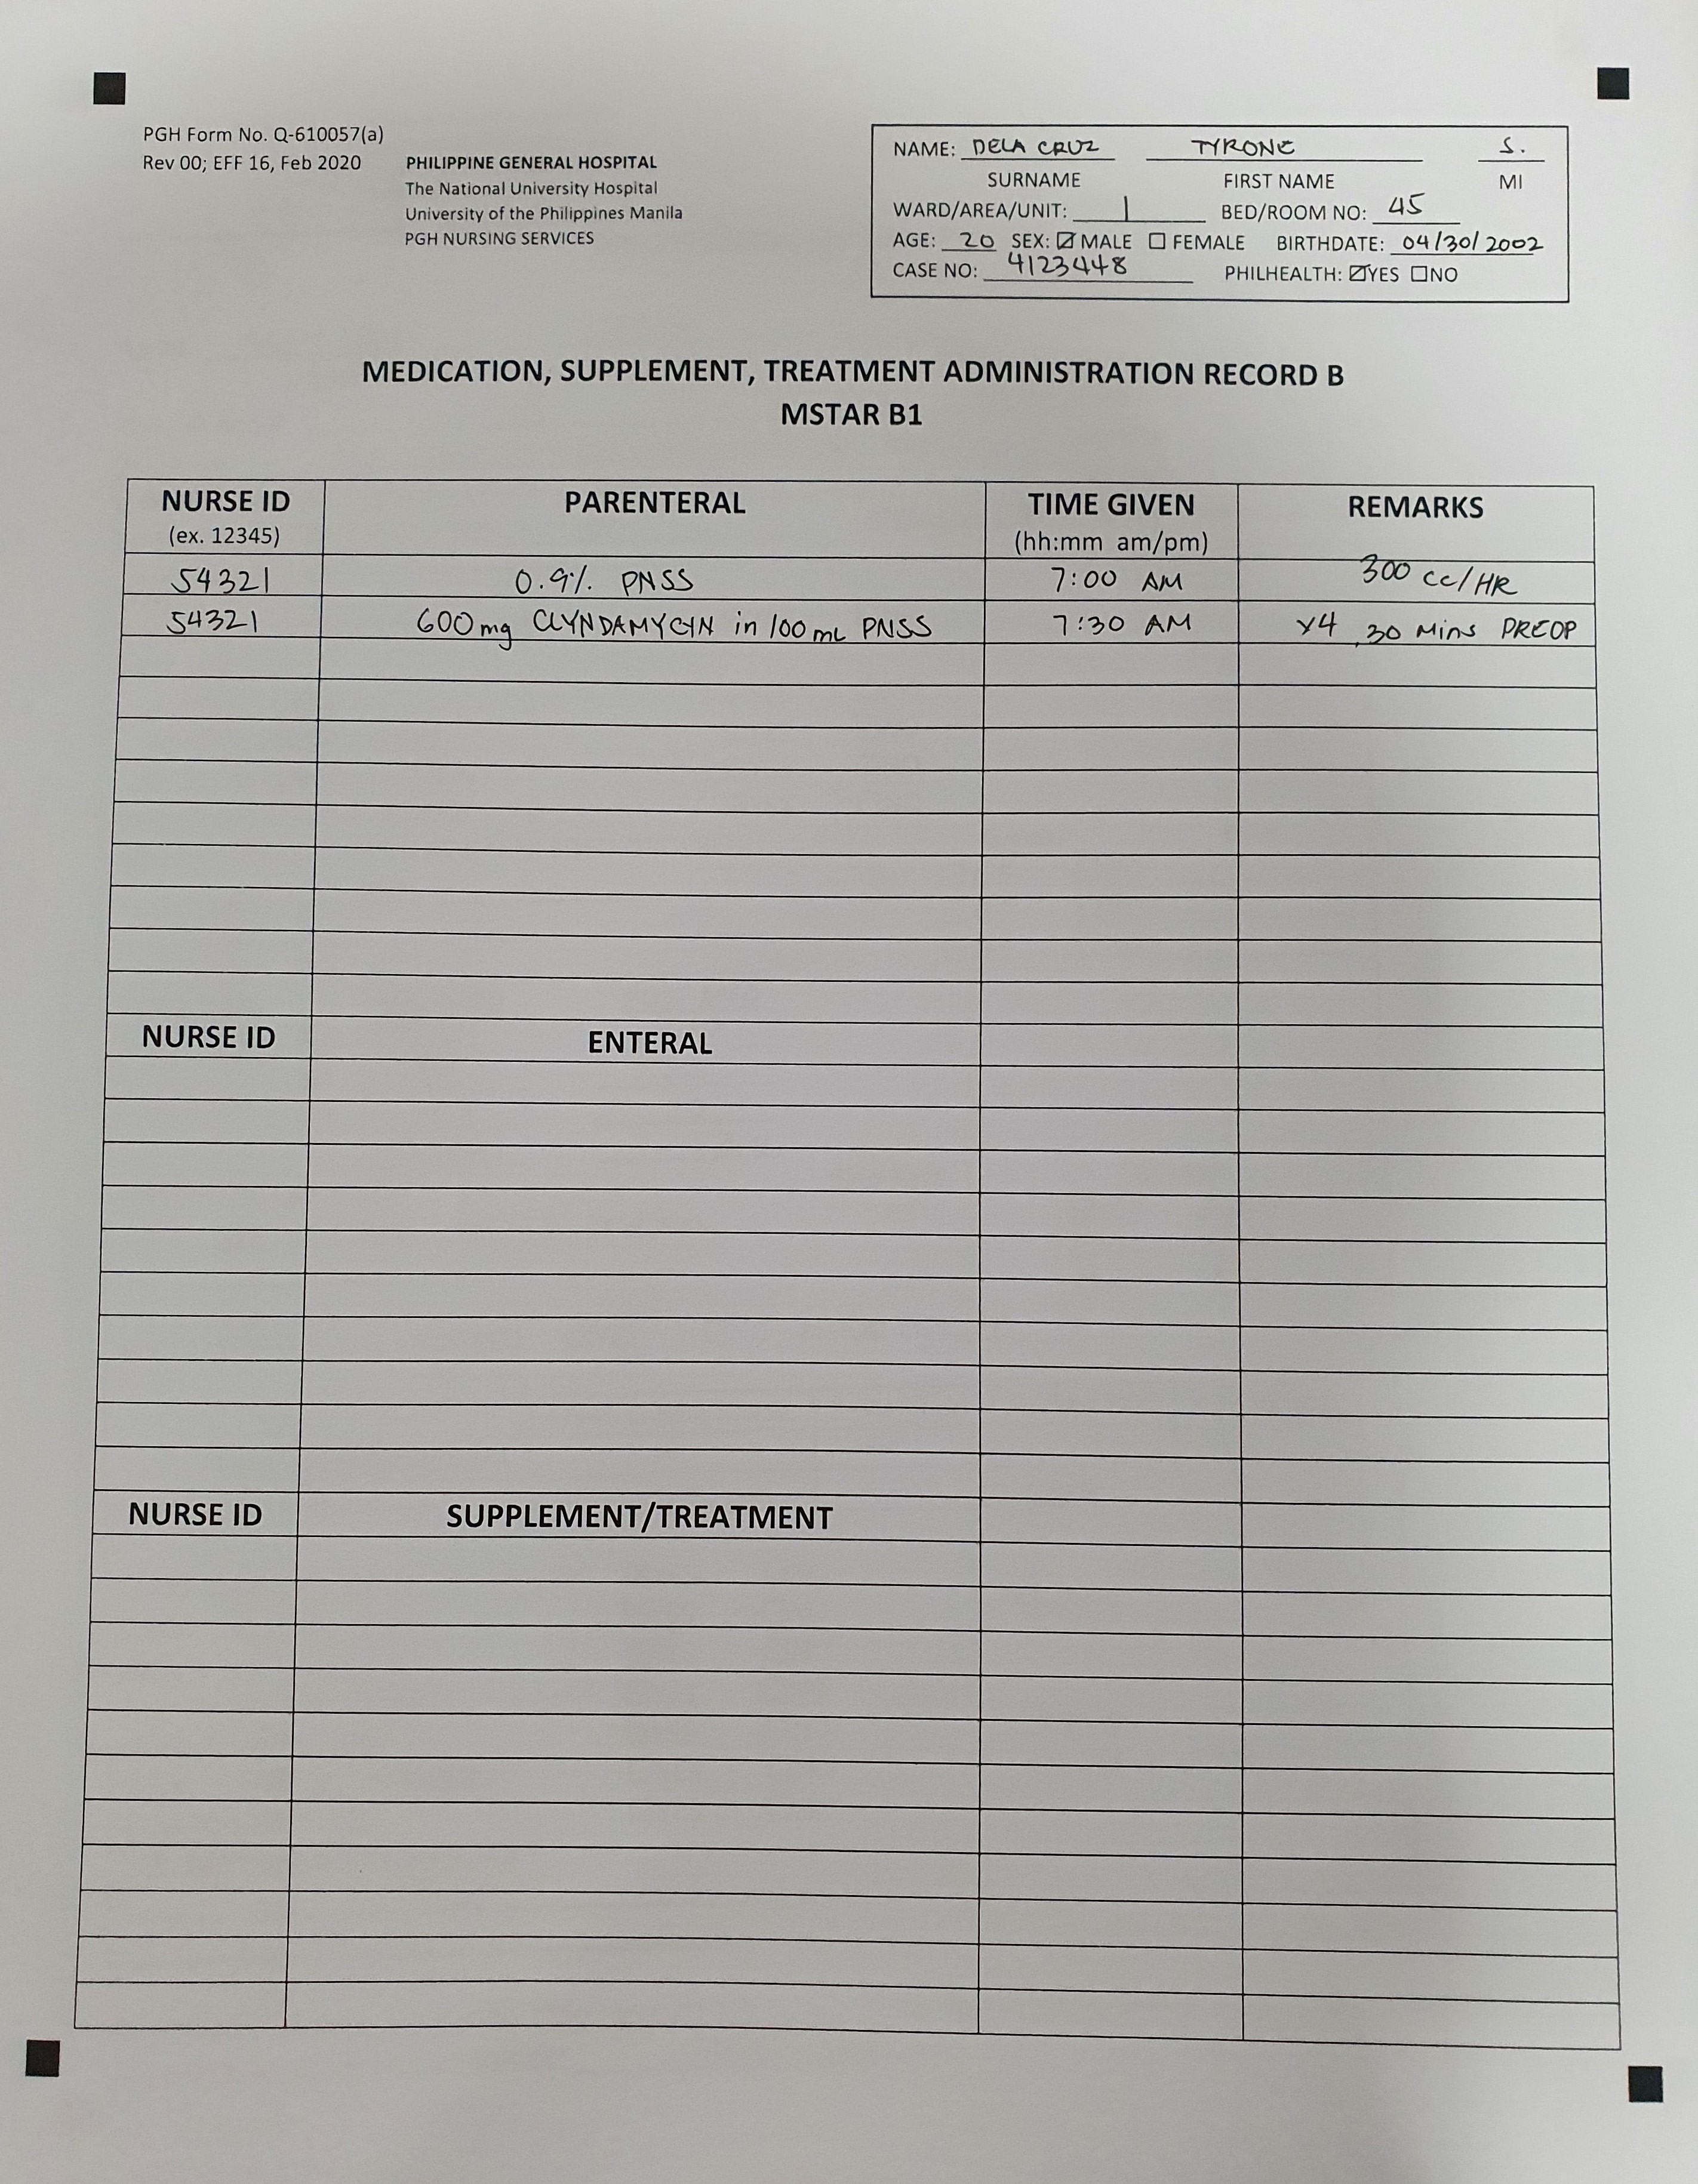 PGH Form No. Q-610057(a)
Rev 00; EFF 16, Feb 2020
PHILIPPINE GENERAL HOSPITAL
The National University Hospital
University of the Philippines Manila
PGH NURSING SERVICES
NAME: DELA CRUZ TYRONE S.
SURNAME FIRST NAME MI
WARD/AREA/UNIT: 1 BED/ROOM NO: 45
AGE: 20 SEX: ☑ MALE ☐ FEMALE BIRTHDATE: 04/30/2002
CASE NO: 4123448 PHILHEALTH: ☑YES ☐NO
MEDICATION, SUPPLEMENT, TREATMENT ADMINISTRATION RECORD B
MSTAR B1
NURSE ID PARENTERAL TIME GIVEN REMARKS
(ex. 12345) (hh:mm am/pm)
54321 0.9% PNSS 7:00 AM 300 cc/HR
54321 600mg CLYNDAMYCIN in 100mL PNSS 7:30 AM x4 30 Mins PREOP
NURSE ID ENTERAL
NURSE ID SUPPLEMENT/TREATMENT